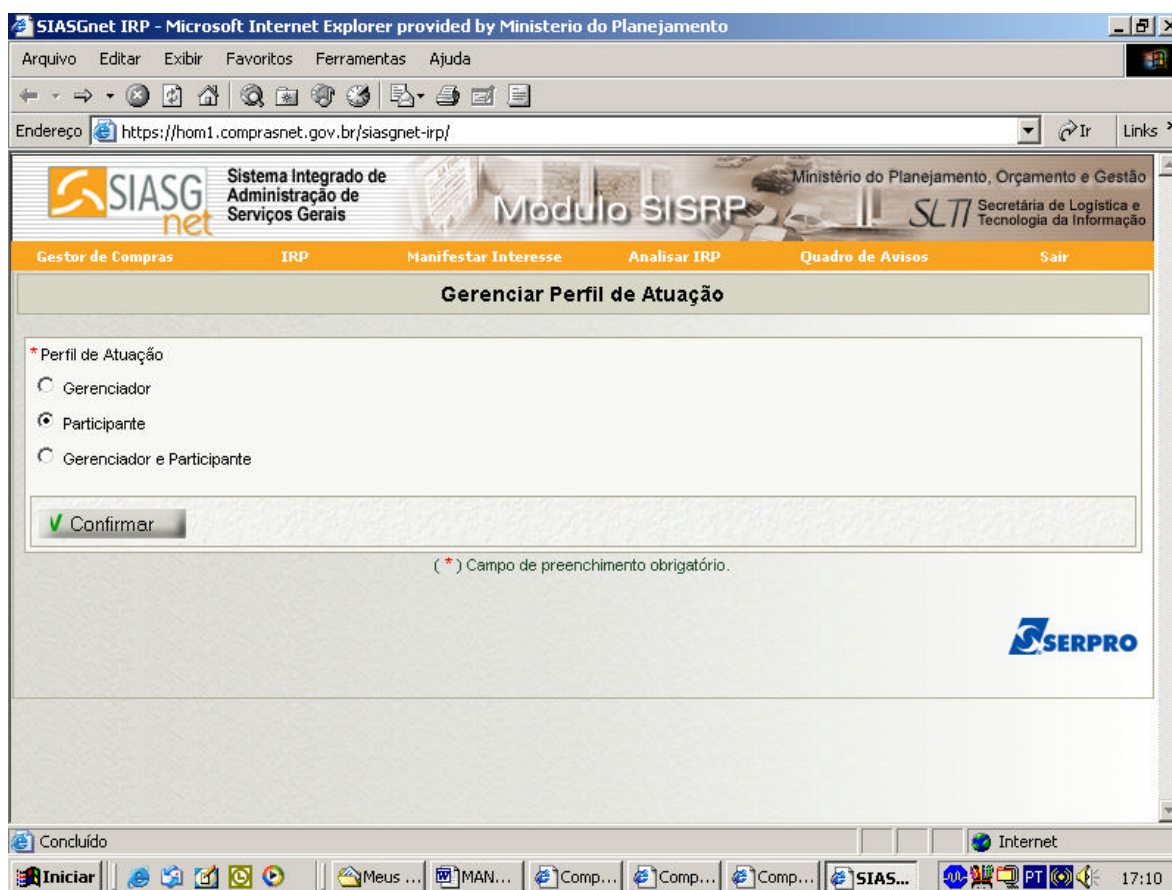 SIASGnet IRP - Microsoft Internet Explorer provided by Ministerio do Planejamento
Arquivo Editar Exibir Favoritos Ferramentas Ajuda
Endereço https://hom1.comprasnet.gov.br/siasgnet-irp/ Ir Links
SIASG net
Sistema Integrado de
Administração de
Serviços Gerais
Módulo SISRP
Ministério do Planejamento, Orçamento e Gestão
SLTI Secretária de Logística e
Tecnologia da Informação
Gestor de Compras IRP Manifestar Interesse Analisar IRP Quadro de Avisos Sair
Gerenciar Perfil de Atuação
* Perfil de Atuação
Gerenciador
Participante
Gerenciador e Participante
Confirmar
( * ) Campo de preenchimento obrigatório.
SERPRO
Concluído Internet
Iniciar Meus ... MAN... Comp... Comp... Comp... SIAS... PT 17:10